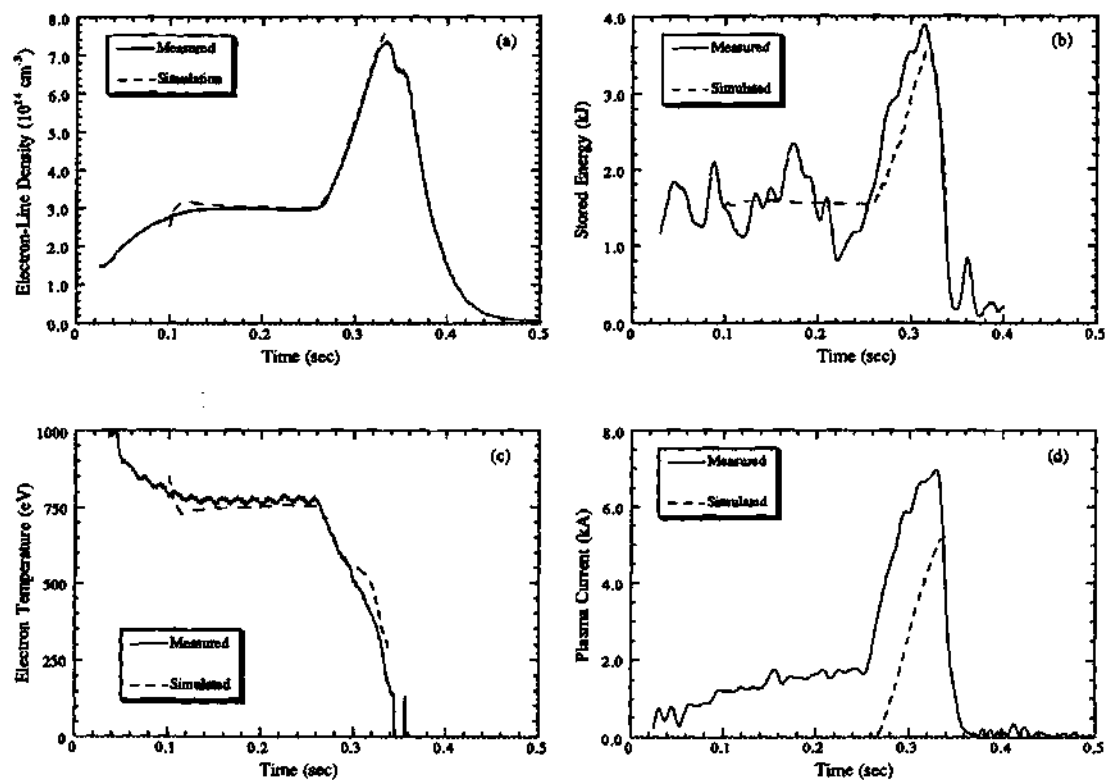 (a)
Measured
Simulation
Electron-Line Density (10¹⁴ cm⁻³)
8.0
7.0
6.0
5.0
4.0
3.0
2.0
1.0
0.0
0 0.1 0.2 0.3 0.4 0.5
Time (sec)
(b)
Measured
Simulated
Stored Energy (kJ)
4.0
3.0
2.0
1.0
0.0
0 0.1 0.2 0.3 0.4 0.5
Time (sec)
(c)
Measured
Simulated
Electron Temperature (eV)
1000
750
500
250
0
0 0.1 0.2 0.3 0.4 0.5
Time (sec)
(d)
Measured
Simulated
Plasma Current (kA)
8.0
6.0
4.0
2.0
0.0
0 0.1 0.2 0.3 0.4 0.5
Time (sec)